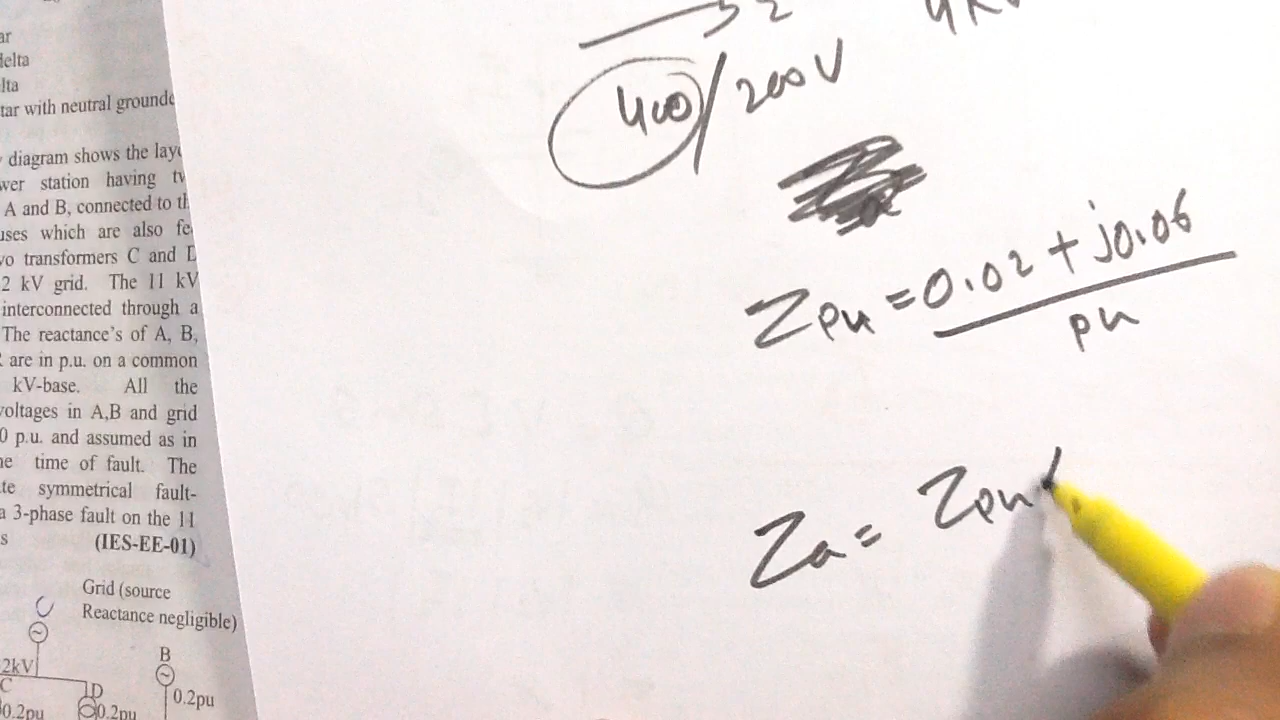 ar
delta
lta
tar with neutral grounde
diagram shows the lay
wer station having tw
A and B, connected to th
uses which are also fe
vo transformers C and D
2 kV grid. The 11 kV
interconnected through a
The reactance's of A, B,
are in p.u. on a common
kV-base. All the
voltages in A,B and grid
0 p.u. and assumed as in
he time of fault. The
te symmetrical fault-
a 3-phase fault on the 11
s (IES-EE-01)
Grid (source
Reactance negligible)
2kV
C
0.2pu
D
0.2pu
B
0.2pu
400/200V
Zpu = 0.02 + j0.06
pu
Za = Zpu